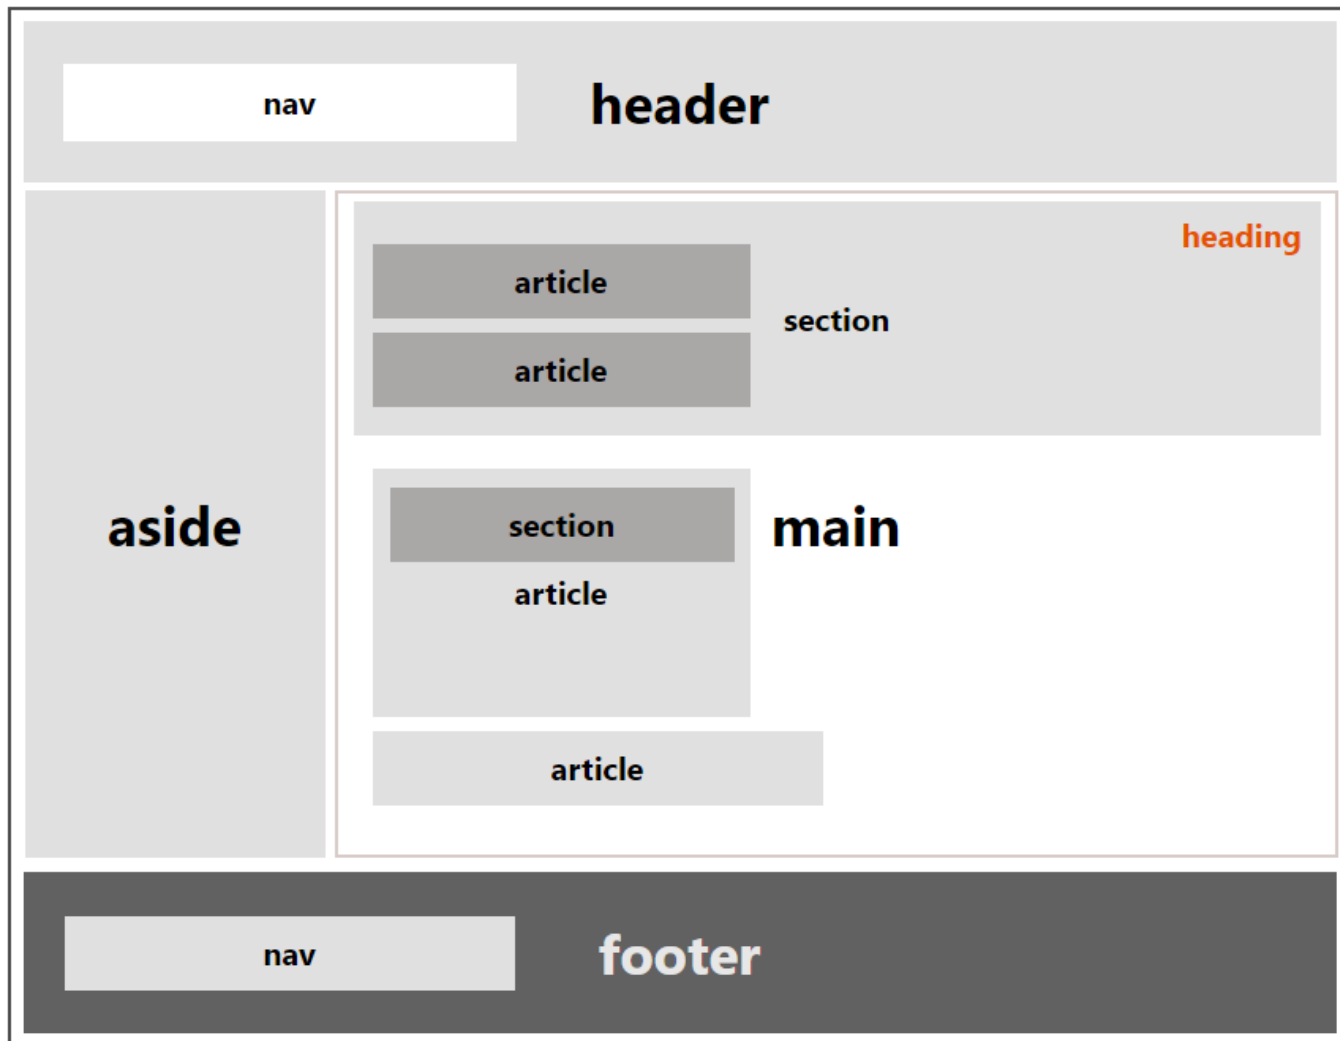 nav
header
heading
article
section
article
aside
section
main
article
article
nav
footer